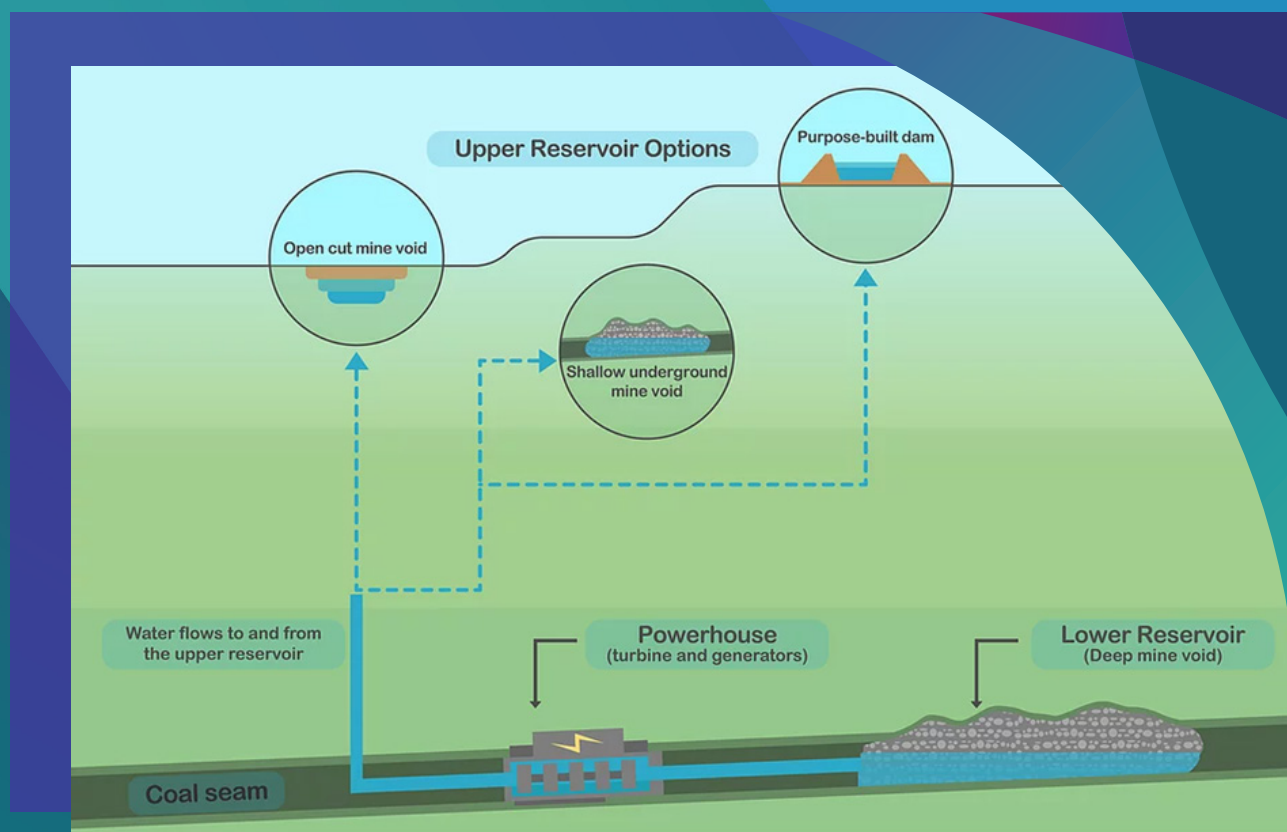 Upper Reservoir Options
Purpose-built dam
Open cut mine void
Shallow underground
mine void
Water flows to and from
the upper reservoir
Powerhouse
(turbine and generators)
Lower Reservoir
(Deep mine void)
Coal seam